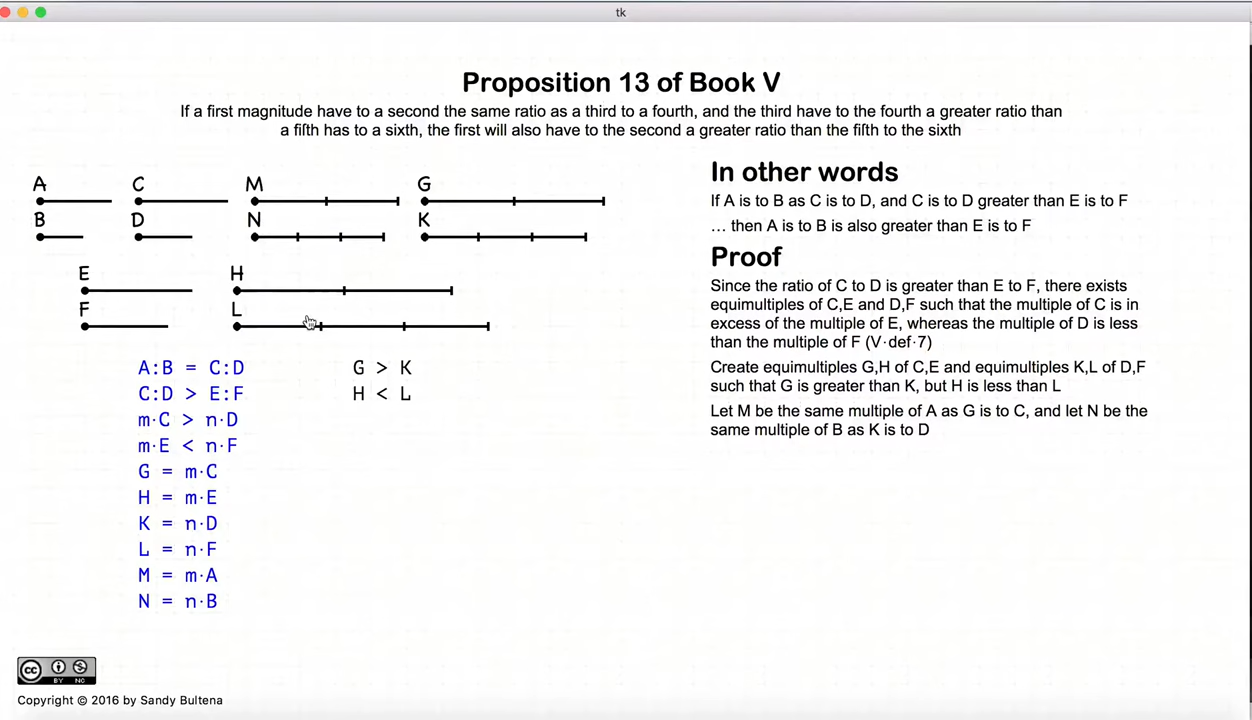 tk
Proposition 13 of Book V
If a first magnitude have to a second the same ratio as a third to a fourth, and the third have to the fourth a greater ratio than
a fifth has to a sixth, the first will also have to the second a greater ratio than the fifth to the sixth
A C M G
B D N K
E H
F L
A:B = C:D G > K
C:D > E:F H < L
m·C > n·D
m·E < n·F
G = m·C
H = m·E
K = n·D
L = n·F
M = m·A
N = n·B
In other words
If A is to B as C is to D, and C is to D greater than E is to F
... then A is to B is also greater than E is to F
Proof
Since the ratio of C to D is greater than E to F, there exists
equimultiples of C,E and D,F such that the multiple of C is in
excess of the multiple of E, whereas the multiple of D is less
than the multiple of F (V·def·7)
Create equimultiples G,H of C,E and equimultiples K,L of D,F
such that G is greater than K, but H is less than L
Let M be the same multiple of A as G is to C, and let N be the
same multiple of B as K is to D
cc BY NC
Copyright © 2016 by Sandy Bultena